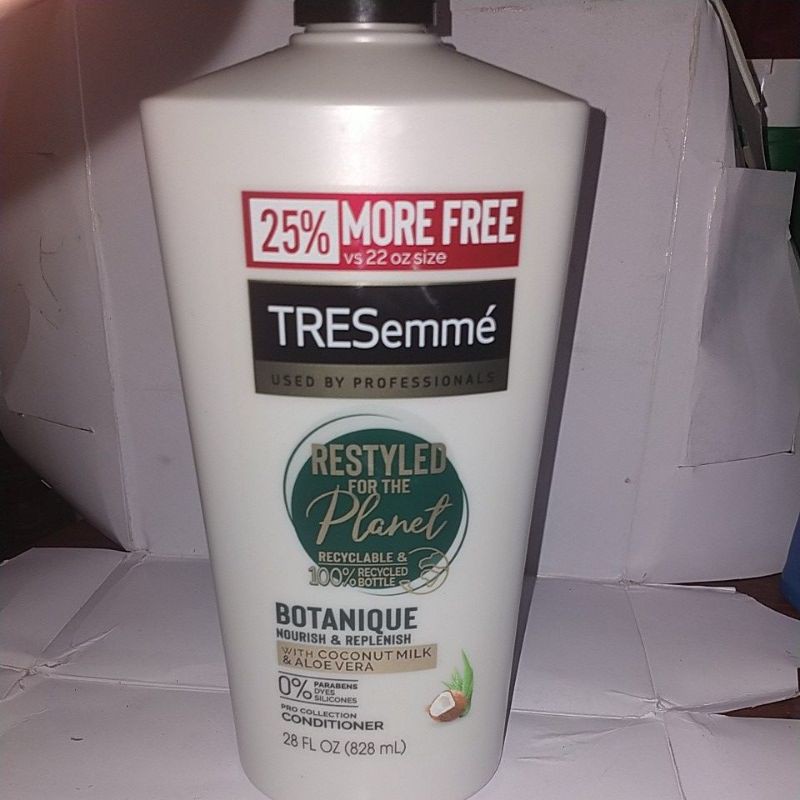 25% MORE FREE
vs 22 oz size
TRESemmé
USED BY PROFESSIONALS
RESTYLED
FOR THE
Planet
RECYCLABLE &
100% RECYCLED
BOTTLE
BOTANIQUE
NOURISH & REPLENISH
WITH COCONUT MILK
& ALOE VERA
0% PARABENS
DYES
SILICONES
PRO COLLECTION
CONDITIONER
28 FL OZ (828 mL)